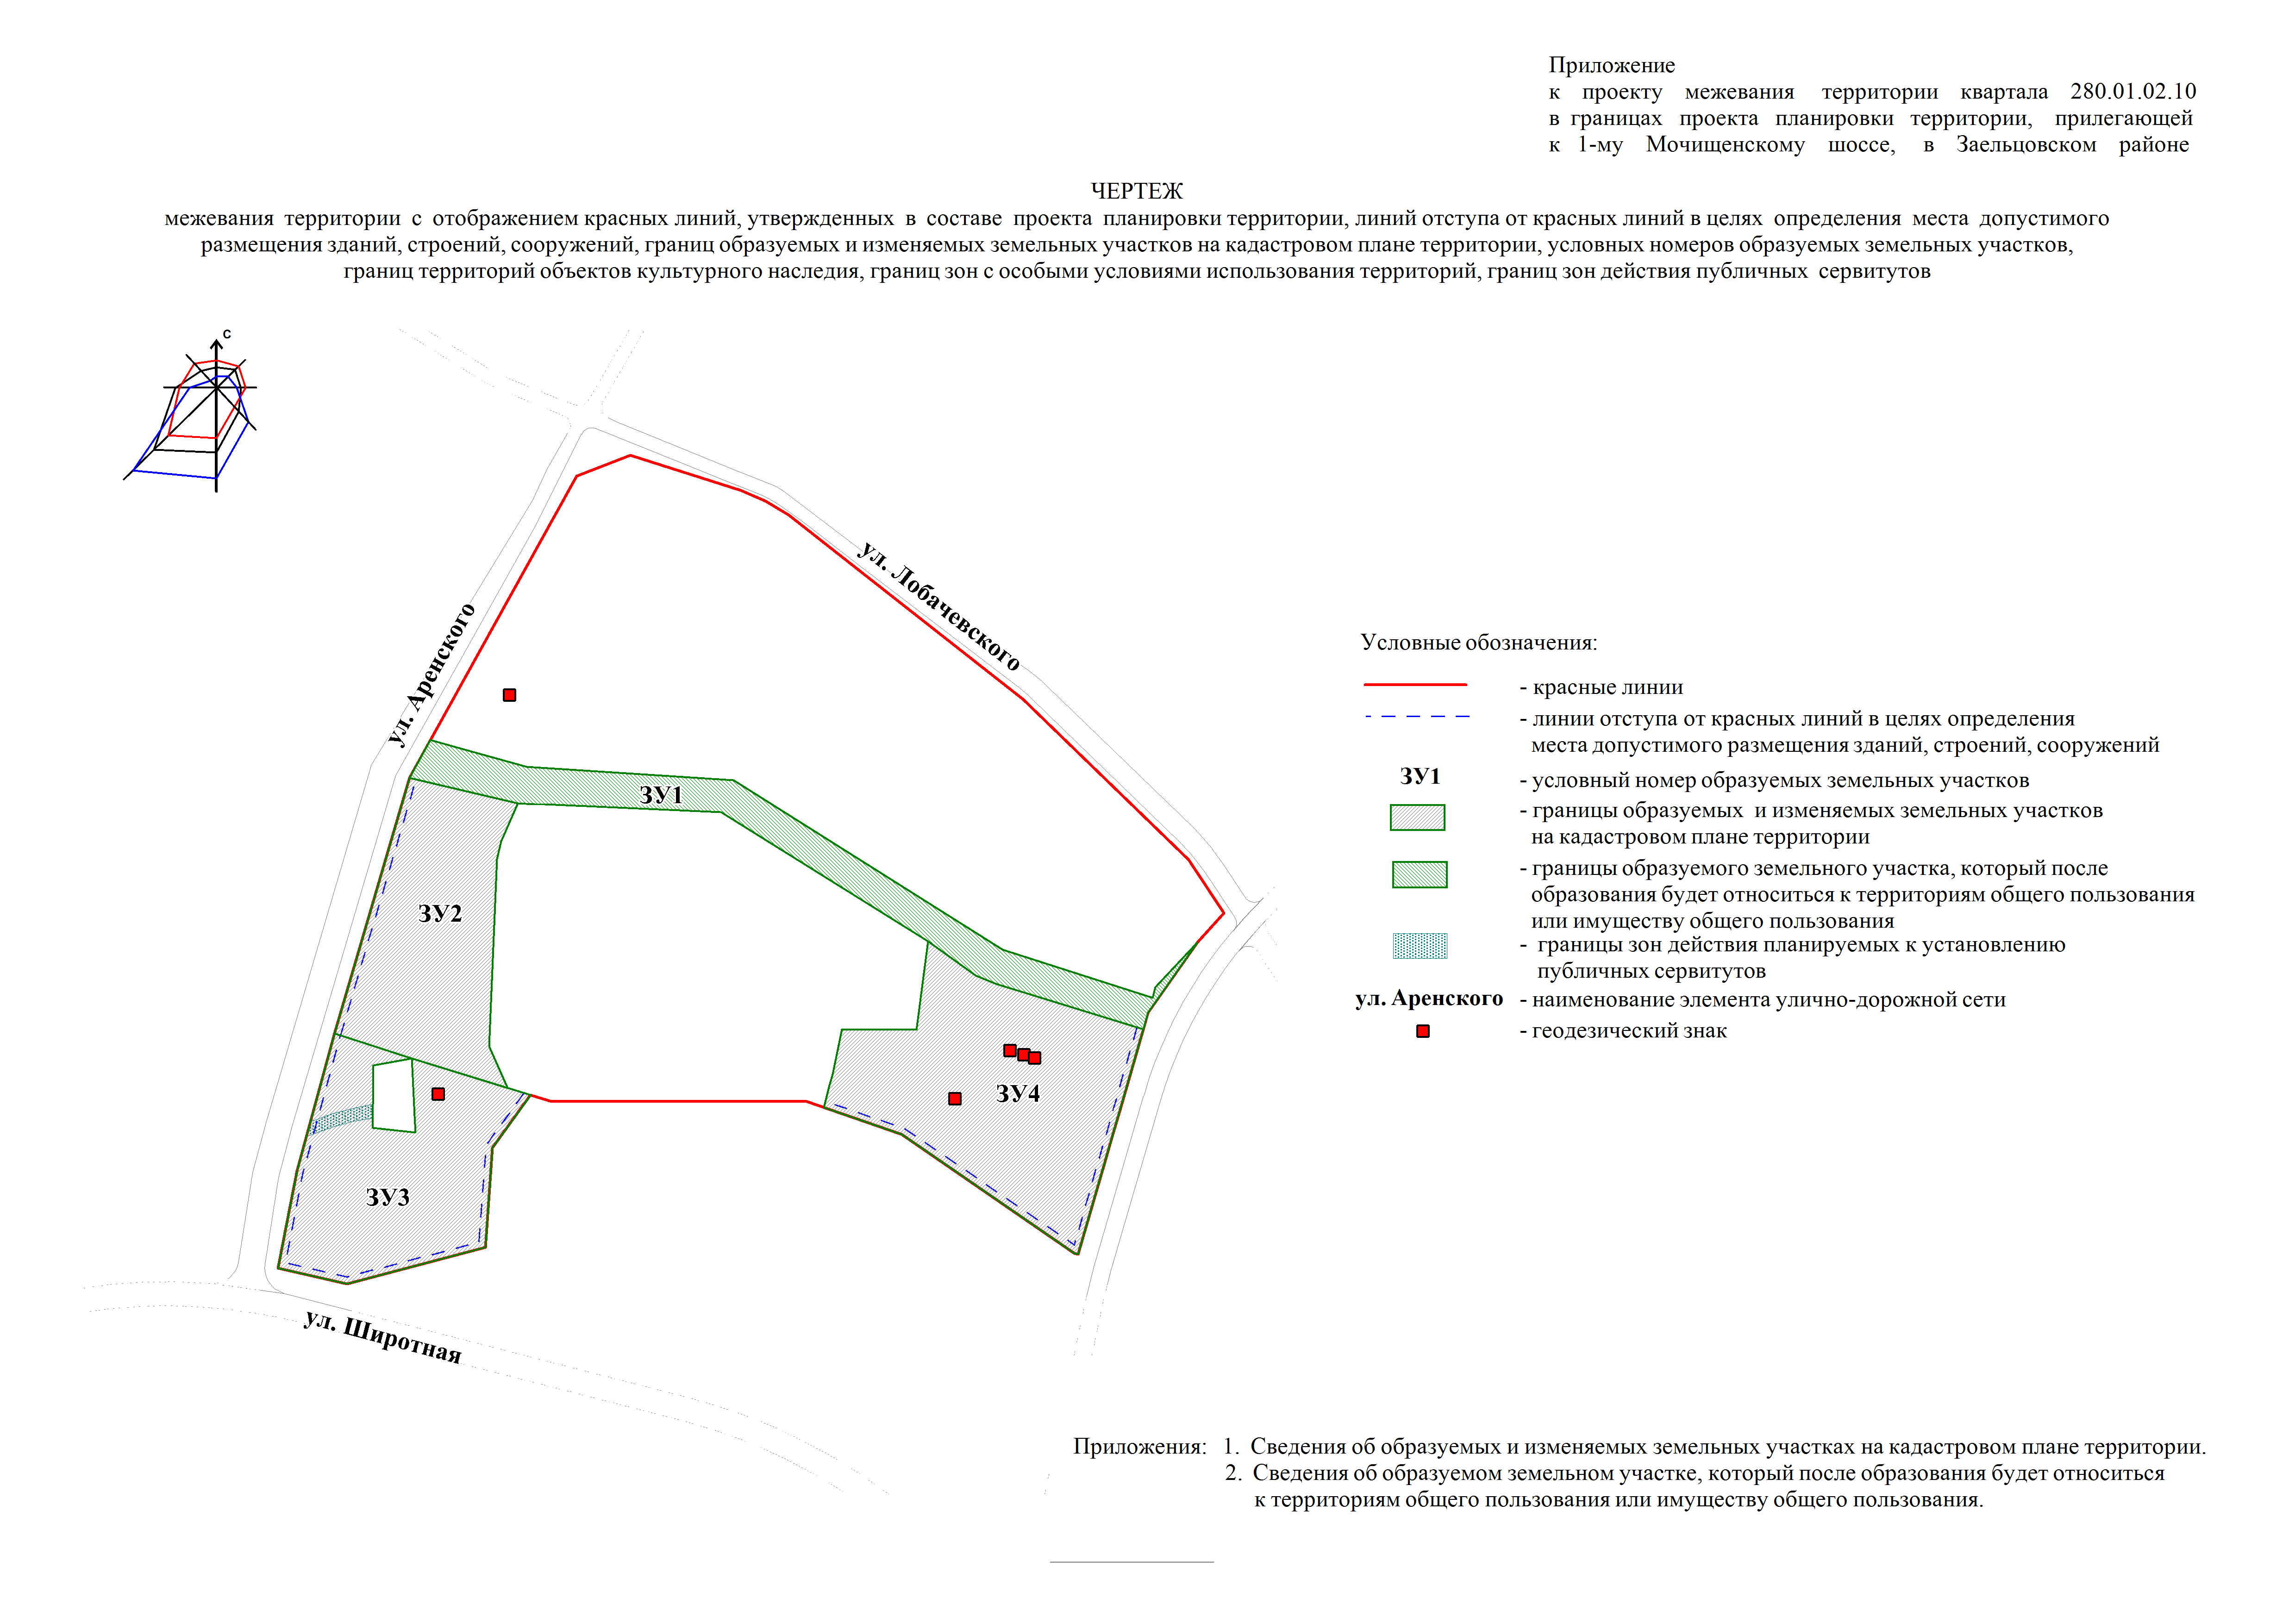 Приложение
к проекту межевания территории квартала 280.01.02.10
в границах проекта планировки территории, прилегающей
к 1-му Мочищенскому шоссе, в Заельцовском районе
ЧЕРТЕЖ
межевания территории с отображением красных линий, утвержденных в составе проекта планировки территории, линий отступа от красных линий в целях определения места допустимого
размещения зданий, строений, сооружений, границ образуемых и изменяемых земельных участков на кадастровом плане территории, условных номеров образуемых земельных участков,
границ территорий объектов культурного наследия, границ зон с особыми условиями использования территорий, границ зон действия публичных сервитутов
С
ул. Лобачевского
ул. Аренского
ЗУ1
ЗУ2
ЗУ4
ЗУ3
ул. Широтная
Условные обозначения:
- красные линии
- линии отступа от красных линий в целях определения
места допустимого размещения зданий, строений, сооружений
ЗУ1 - условный номер образуемых земельных участков
- границы образуемых и изменяемых земельных участков
на кадастровом плане территории
- границы образуемого земельного участка, который после
образования будет относиться к территориям общего пользования
или имуществу общего пользования
- границы зон действия планируемых к установлению
публичных сервитутов
ул. Аренского - наименование элемента улично-дорожной сети
- геодезический знак
Приложения: 1. Сведения об образуемых и изменяемых земельных участках на кадастровом плане территории.
2. Сведения об образуемом земельном участке, который после образования будет относиться
к территориям общего пользования или имуществу общего пользования.